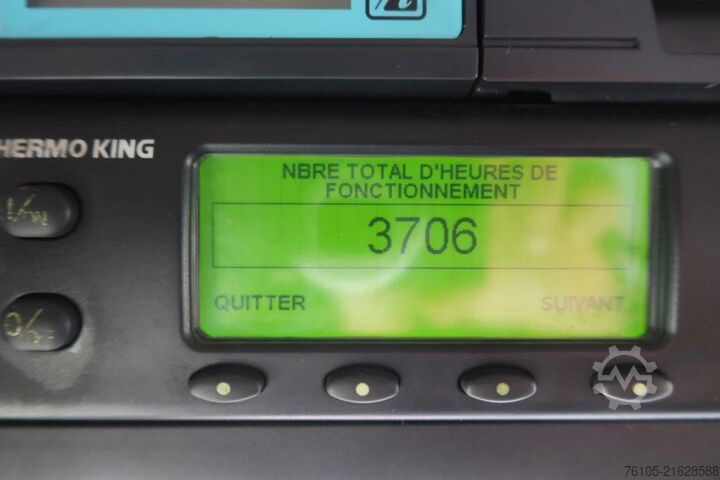 HERMO KING
NBRE TOTAL D'HEURES DE
FONCTIONNEMENT
3706
QUITTER
SUIVANT
76105-21628588